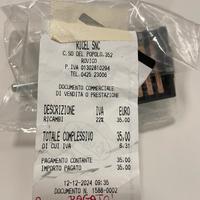 RICEL SNC
C.SO DEL POPOLO,352
ROVIGO
P. IVA 01302810294
TEL.0425 23006
DOCUMENTO COMMERCIALE
DI VENDITA O PRESTAZIONE
DESCRIZIONE IVA EURO
RICAMBI 22% 35,00
TOTALE COMPLESSIVO 35,00
DI CUI IVA 6,31
PAGAMENTO CONTANTE 35,00
IMPORTO PAGATO 35,00
12-12-2024 09:35
DOCUMENTO N. 1588-0002
PAGATO!